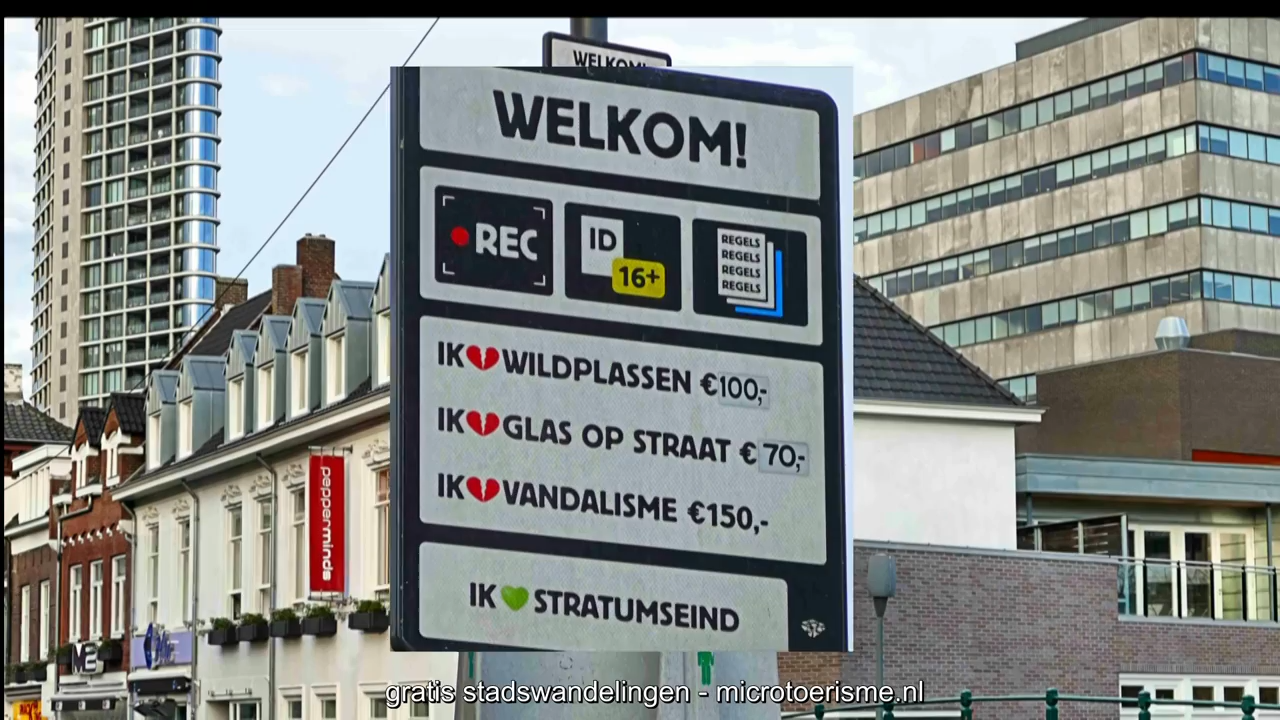 WELKOM!
WELKOM!
REC
ID
16+
REGELS
REGELS
REGELS
REGELS
IK WILDPLASSEN €100,-
IK GLAS OP STRAAT € 70,-
IK VANDALISME €150,-
IK STRATUMSEIND
pepperminds
gratis stadswandelingen - microtoerisme.nl